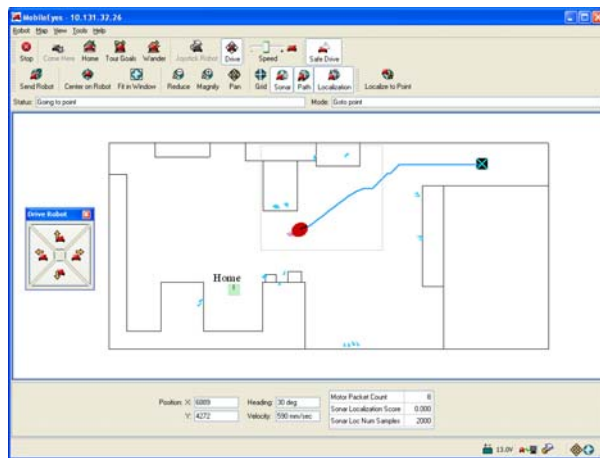 MobileEyes - 10.131.32.26
Robot Map View Tools Help
Stop Come Here Home Tour Goals Wander Joystick Robot Drive Speed Safe Drive
Send Robot Center on Robot Fit in Window Reduce Magnify Pan Grid Sonar Path Localization Localize to Point
Status: Going to point Mode: Goto point
Drive Robot
Home
Position: X: 6089 Heading: 30 deg Motor Packet Count 8
Y: 4272 Velocity: 590 mm/sec Sonar Localization Score 0.000
Sonar Loc Num Samples 2000
13.0V